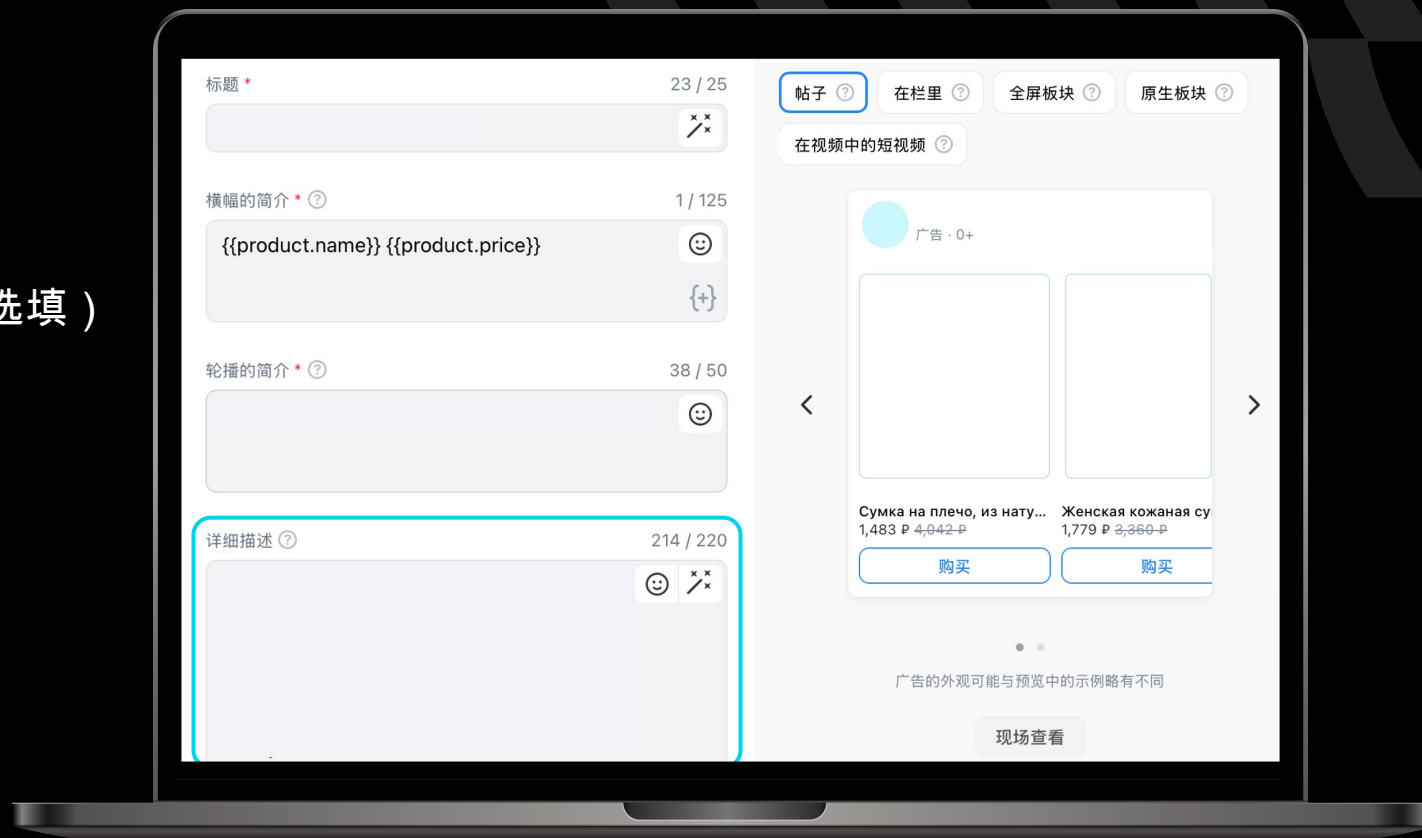 选填）
标题 *
23 / 25
横幅的简介 *
1 / 125
{{product.name}} {{product.price}}
轮播的简介 *
38 / 50
详细描述
214 / 220
帖子
在栏里
全屏板块
原生板块
在视频中的短视频
广告 · 0+
Сумка на плечо, из нату...
1,483 ₽ 4,042 ₽
购买
Женская кожаная су
1,779 ₽ 3,360 ₽
购买
广告的外观可能与预览中的示例略有不同
现场查看